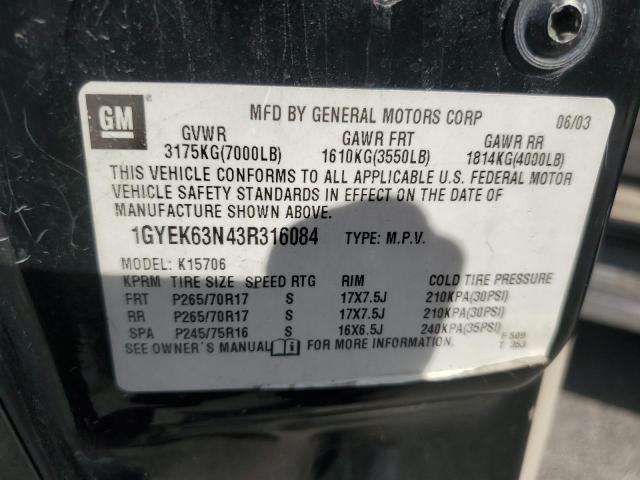 GM
MFD BY GENERAL MOTORS CORP 06/03
GVWR GAWR FRT GAWR RR
3175KG(7000LB) 1610KG(3550LB) 1814KG(4000LB)
THIS VEHICLE CONFORMS TO ALL APPLICABLE U.S. FEDERAL MOTOR
VEHICLE SAFETY STANDARDS IN EFFECT ON THE DATE OF
MANUFACTURE SHOWN ABOVE.
1GYEK63N43R316084 TYPE: M.P.V.
MODEL: K15706
KPRM TIRE SIZE SPEED RTG RIM COLD TIRE PRESSURE
FRT P265/70R17 S 17X7.5J 210KPA(30PSI)
RR P265/70R17 S 17X7.5J 210KPA(30PSI)
SPA P245/75R16 S 16X6.5J 240KPA(35PSI)
F 509
SEE OWNER'S MANUAL FOR MORE INFORMATION. T 353